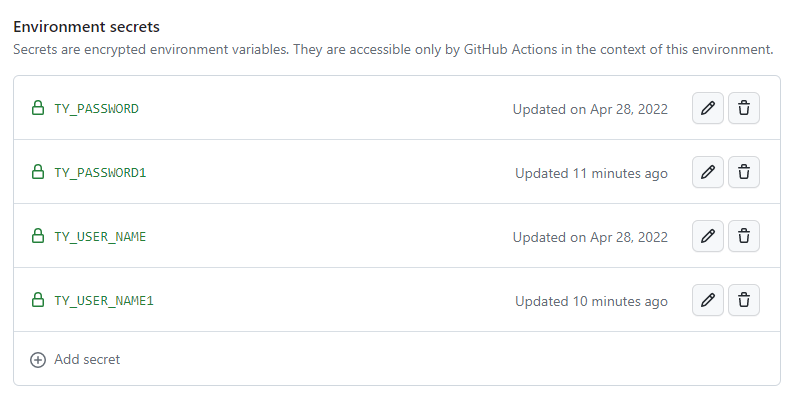 Environment secrets
Secrets are encrypted environment variables. They are accessible only by GitHub Actions in the context of this environment.
TY_PASSWORD Updated on Apr 28, 2022
TY_PASSWORD1 Updated 11 minutes ago
TY_USER_NAME Updated on Apr 28, 2022
TY_USER_NAME1 Updated 10 minutes ago
Add secret